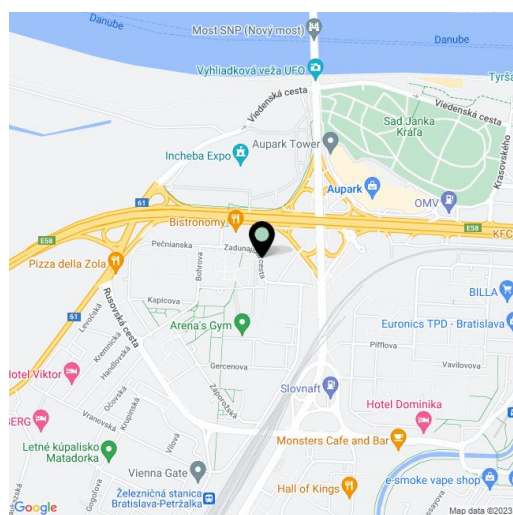 Danube
Most SNP (Nový most)
Danube
Vyhliadková veža UFO
Tyrša
Viedenská cesta
Viedenská cesta
Sad Janka
Kráľa
Krasovského
Aupark Tower
Incheba Expo
Aupark
OMV
61
E58
Bistronomy
E58
KFC
Pečnianska
Zadunajs
cesta
Pizza della Zola
Bohrova
Rusovská cesta
BILLA
Kapicova
61
Levočská
Arena's Gym
Euronics TPD - Bratislava
Kremnická
Handlovská
Pifflova
Gercenova
Vavilovova
Hotel Viktor
Slovnaft
Očovská
Záporožská
Hotel Dominika
BERG
Vranovská
Krupinská
Letné kúpalisko
Matadorka
Vilová
Monsters Cafe and Bar
Vienna Gate
Gogoľova
e-smoke vape shop
Hall of Kings
Železničná stanica
Bratislava-Petržalka
Google
Map data ©2023